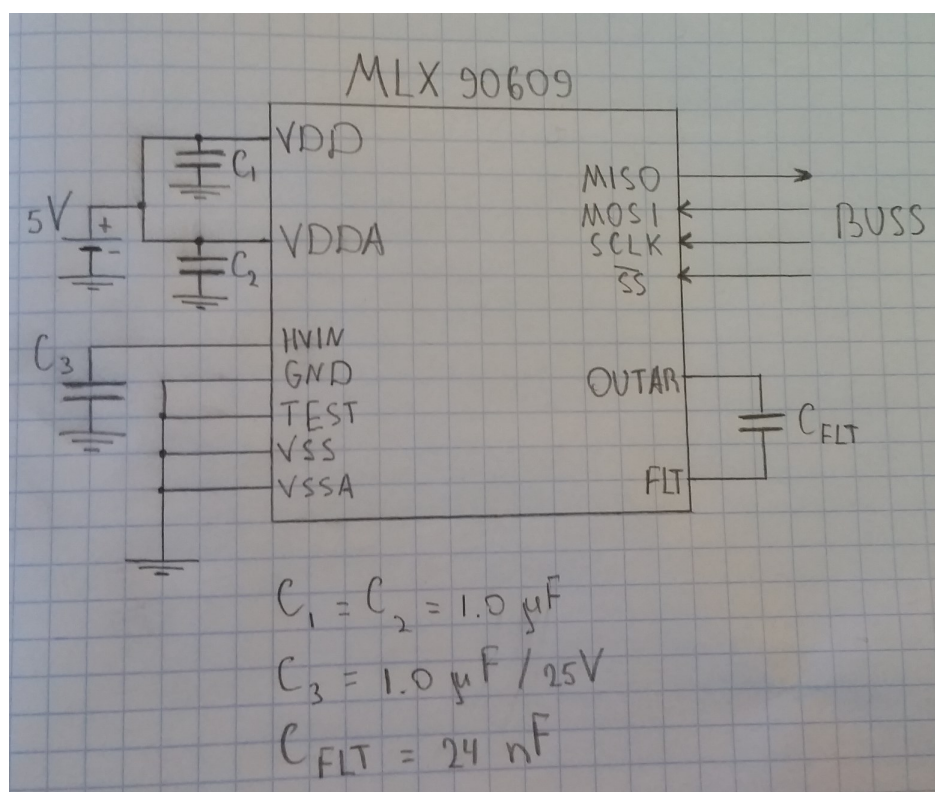 MLX 90609
VDD
C1
5V
+
-
VDDA
C2
C3
HVIN
GND
TEST
VSS
VSSA
MISO
MOSI
SCLK
S̅S̅
BUSS
OUTAR
CFLT
FLT
C1 = C2 = 1.0 μF
C3 = 1.0 μF / 25V
CFLT = 24 nF